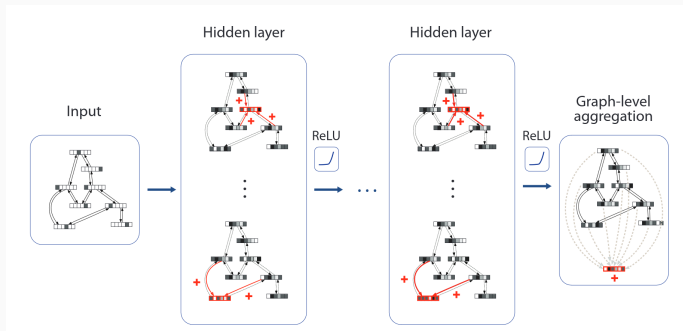 Hidden layer
Hidden layer
Input
Graph-level
aggregation
ReLU
ReLU
+
+
+
+
+
+
...
+
+
+
+
+